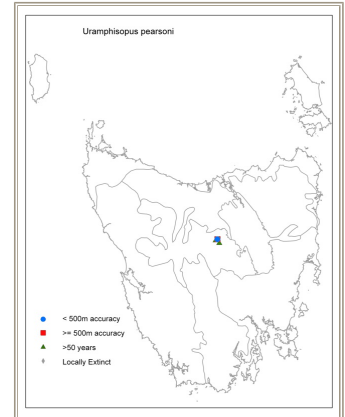 Uramphisopus pearsoni
< 500m accuracy
>= 500m accuracy
>50 years
Locally Extinct